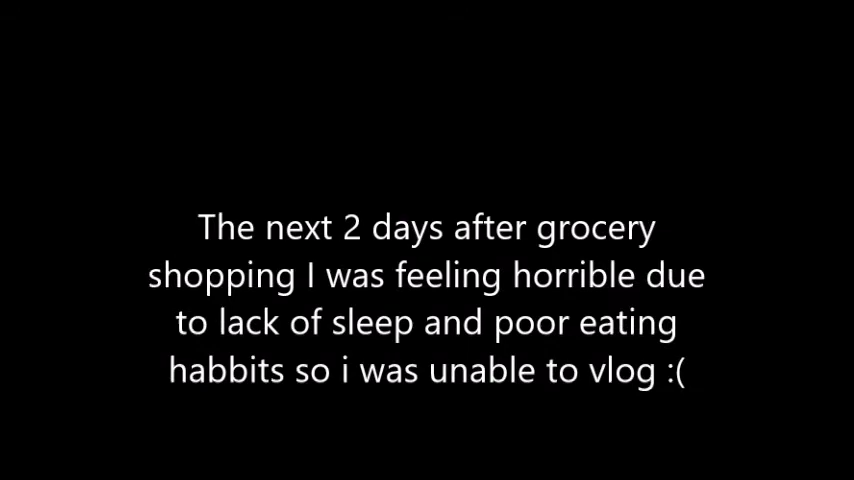 The next 2 days after grocery
shopping I was feeling horrible due
to lack of sleep and poor eating
habbits so i was unable to vlog :(